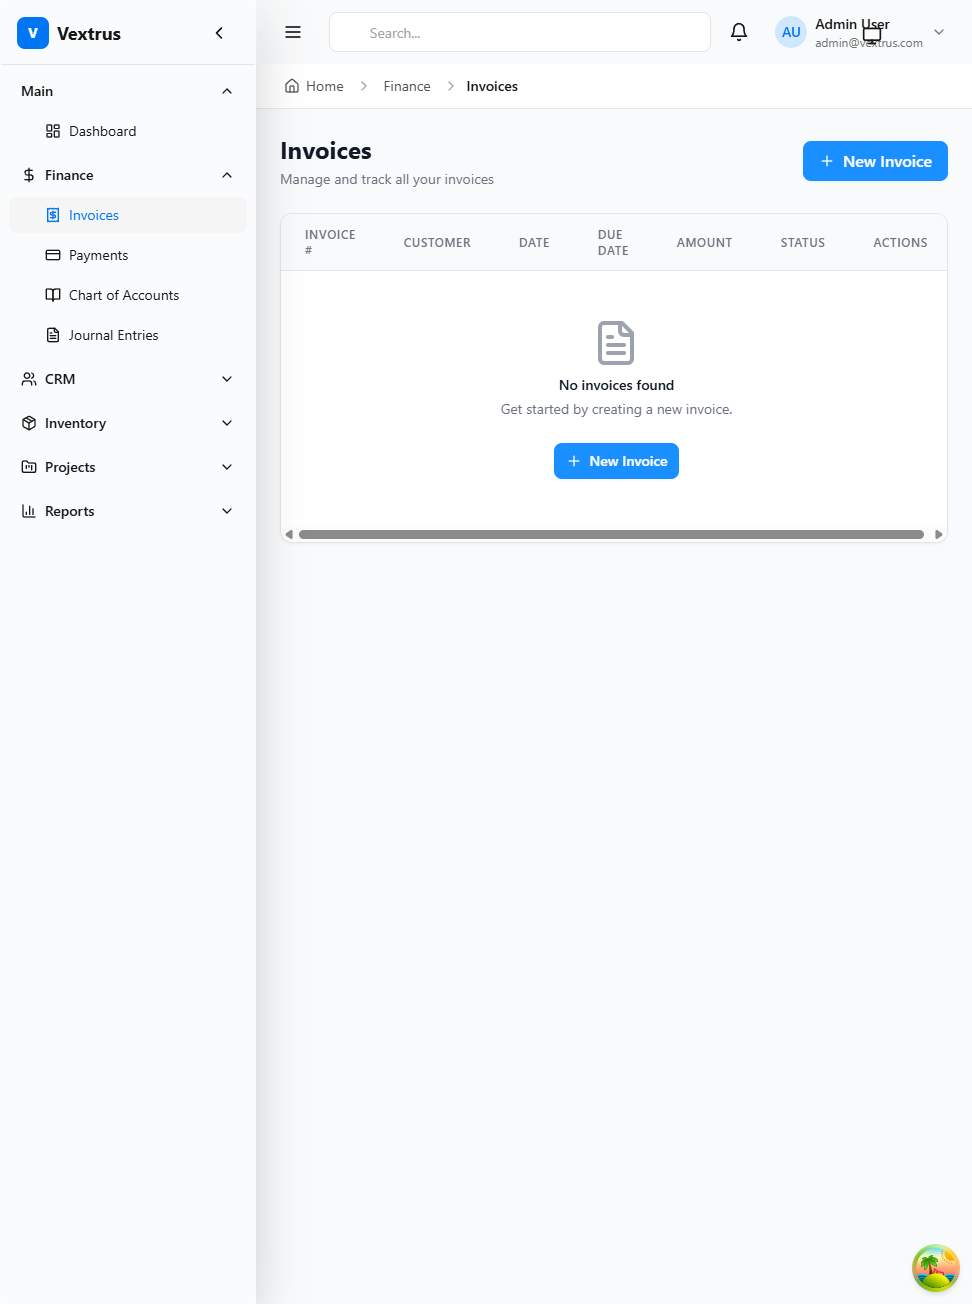 V Vextrus
Main
Dashboard
Finance
Invoices
Payments
Chart of Accounts
Journal Entries
CRM
Inventory
Projects
Reports
Search...
AU
Admin User
admin@vextrus.com
Home > Finance > Invoices
Invoices
Manage and track all your invoices
+ New Invoice
INVOICE # CUSTOMER DATE DUE DATE AMOUNT STATUS ACTIONS
No invoices found
Get started by creating a new invoice.
+ New Invoice